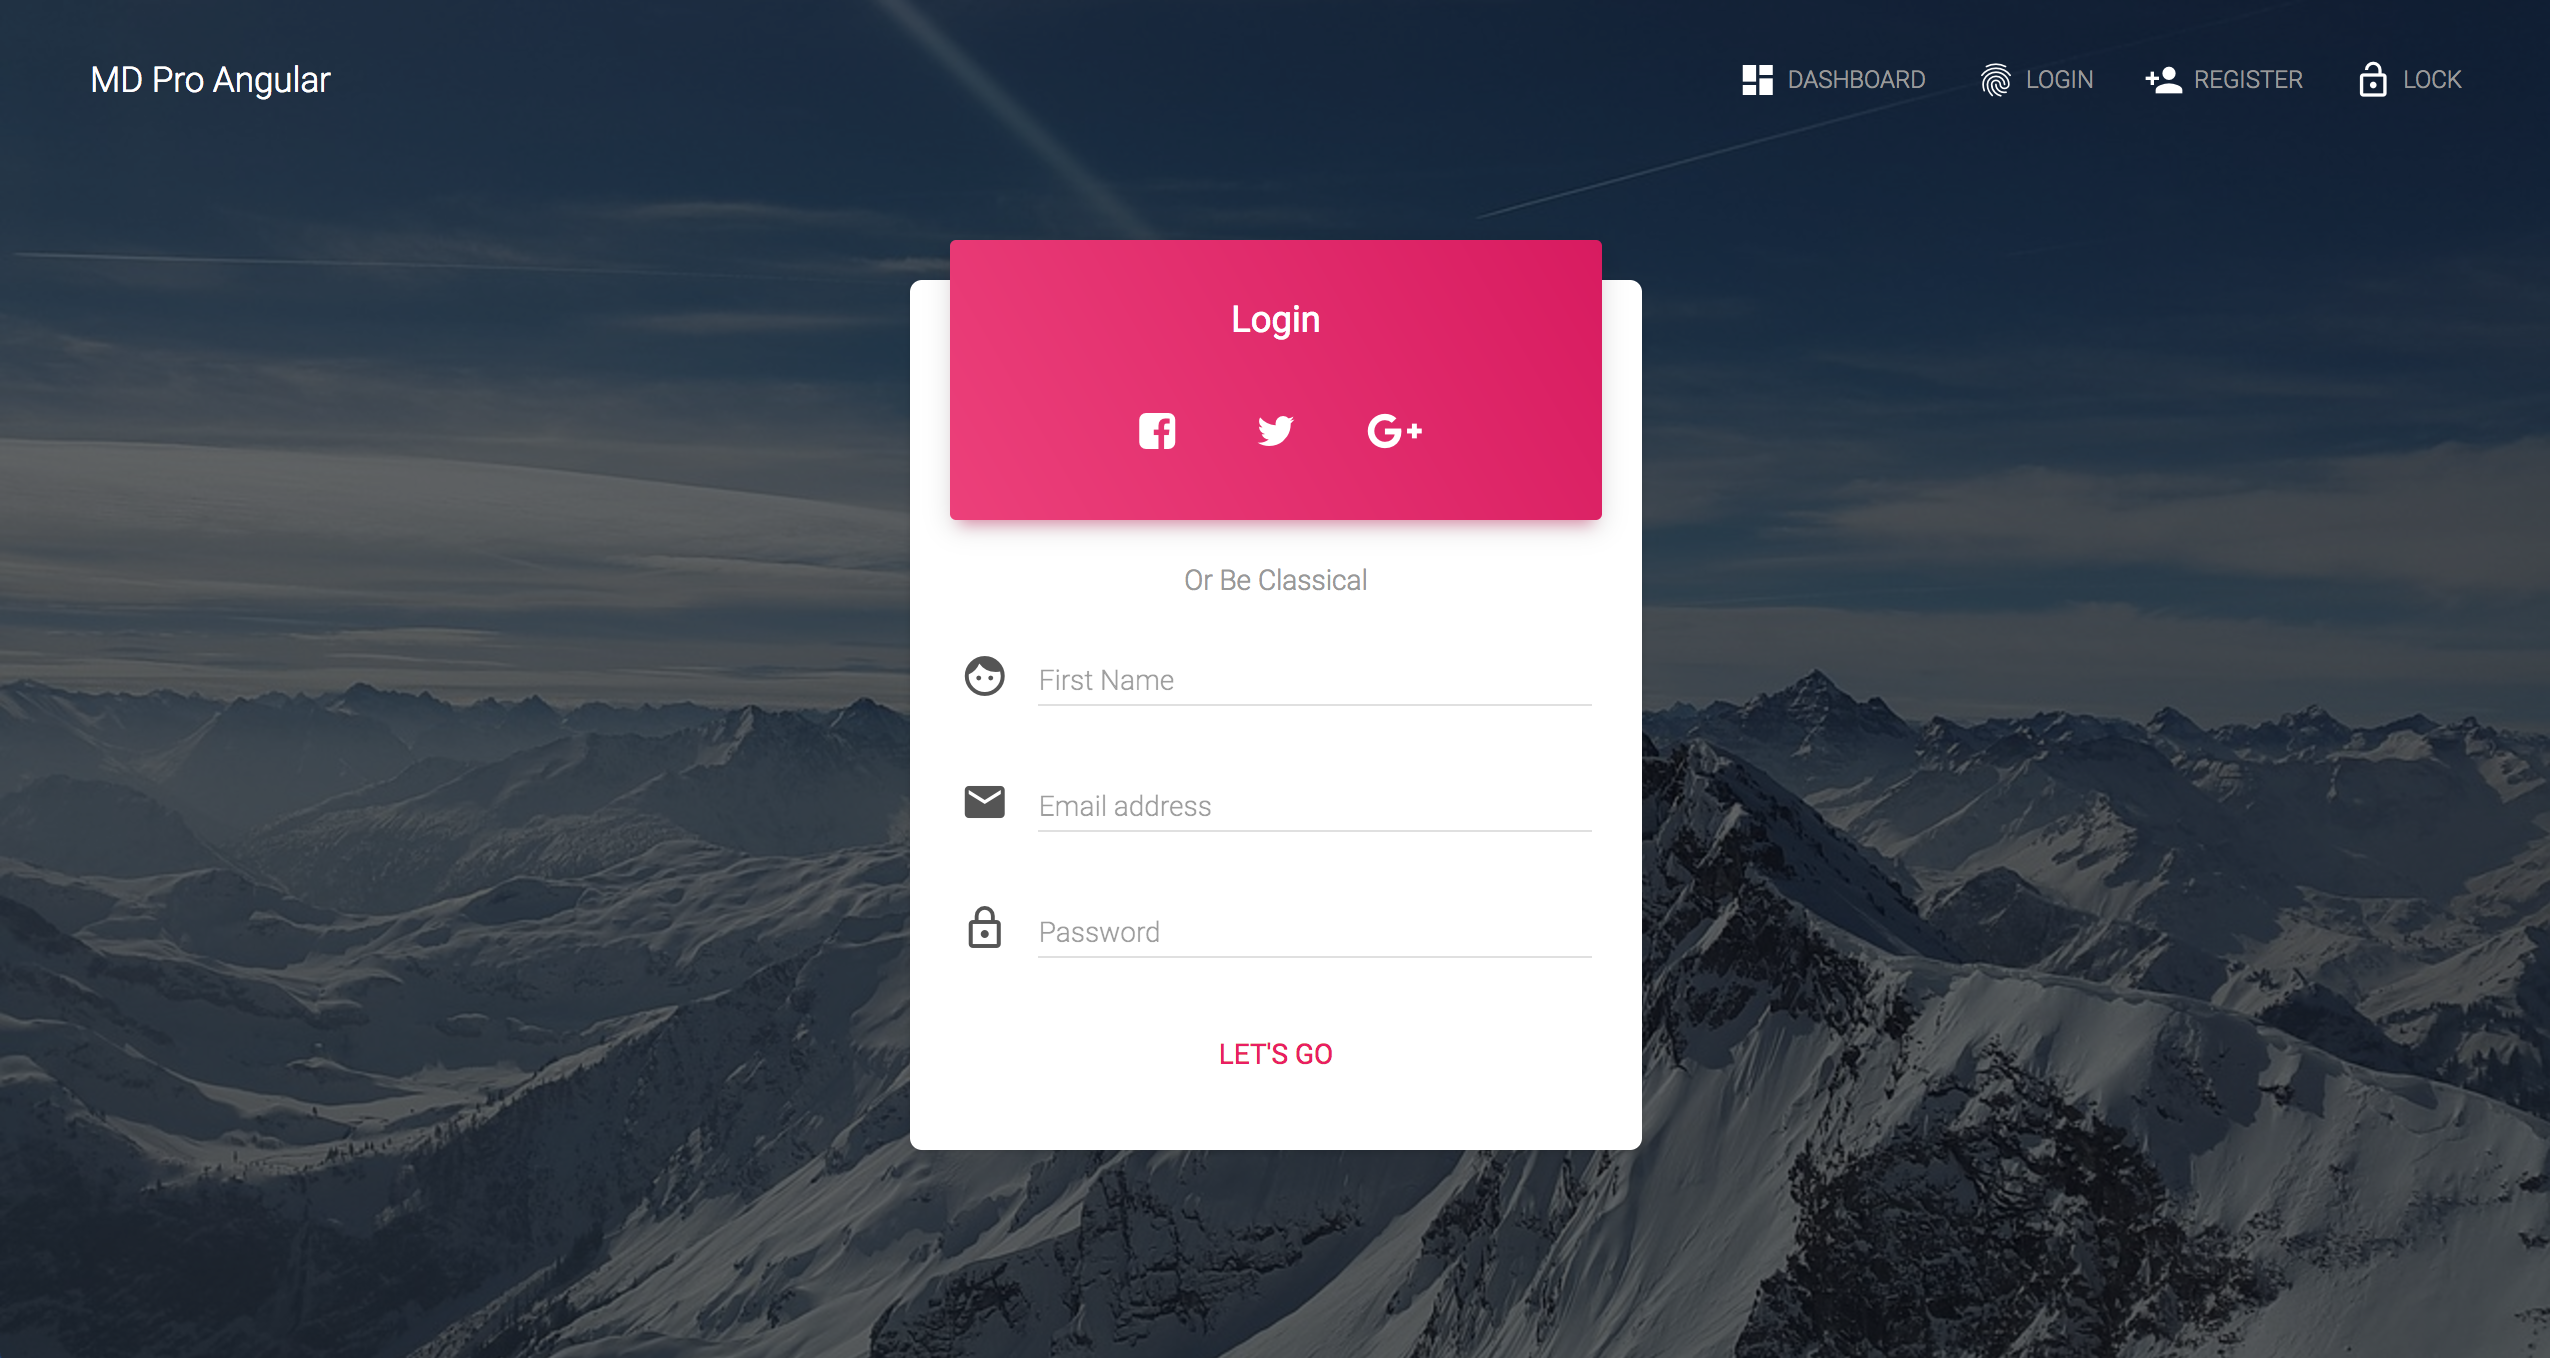 MD Pro Angular
DASHBOARD LOGIN REGISTER LOCK
Login
Or Be Classical
First Name
Email address
Password
LET'S GO